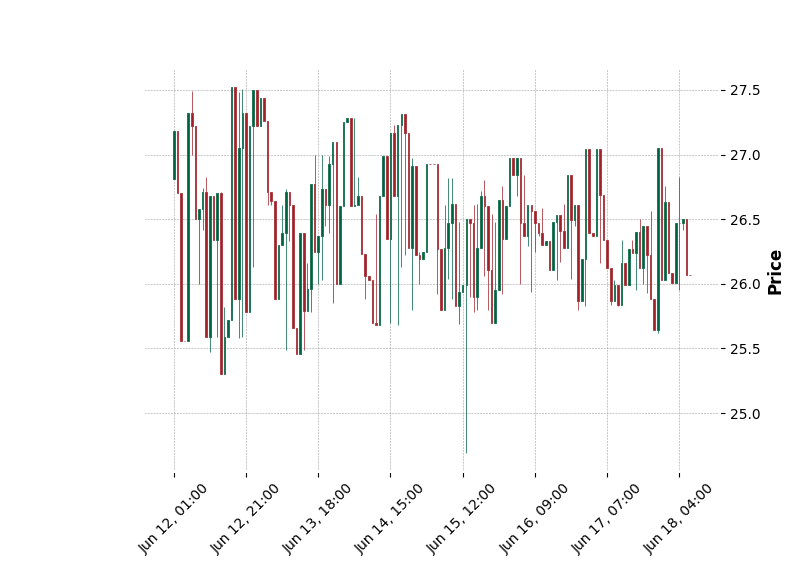 27.5
27.0
26.5
26.0
25.5
25.0
Price
Jun 12, 01:00
Jun 12, 21:00
Jun 13, 18:00
Jun 14, 15:00
Jun 15, 12:00
Jun 16, 09:00
Jun 17, 07:00
Jun 18, 04:00